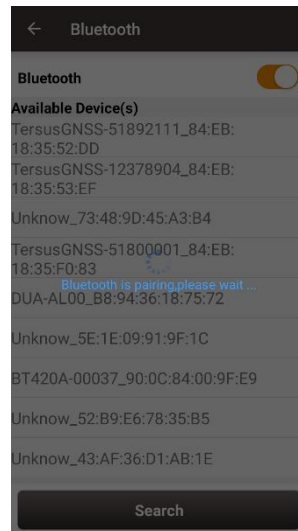 Bluetooth
Bluetooth
Available Device(s)
TersusGNSS-51892111_84:EB:
18:35:52:DD
TersusGNSS-12378904_84:EB:
18:35:53:EF
Unknow_73:48:9D:45:A3:B4
TersusGNSS-51800001_84:EB:
18:35:F0:83
Bluetooth is pairing,please wait ...
DUA-AL00_B8:94:36:18:75:72
Unknow_5E:1E:09:91:9F:1C
BT420A-00037_90:0C:84:00:9F:E9
Unknow_52:B9:E6:78:35:B5
Unknow_43:AF:36:D1:AB:1E
Search